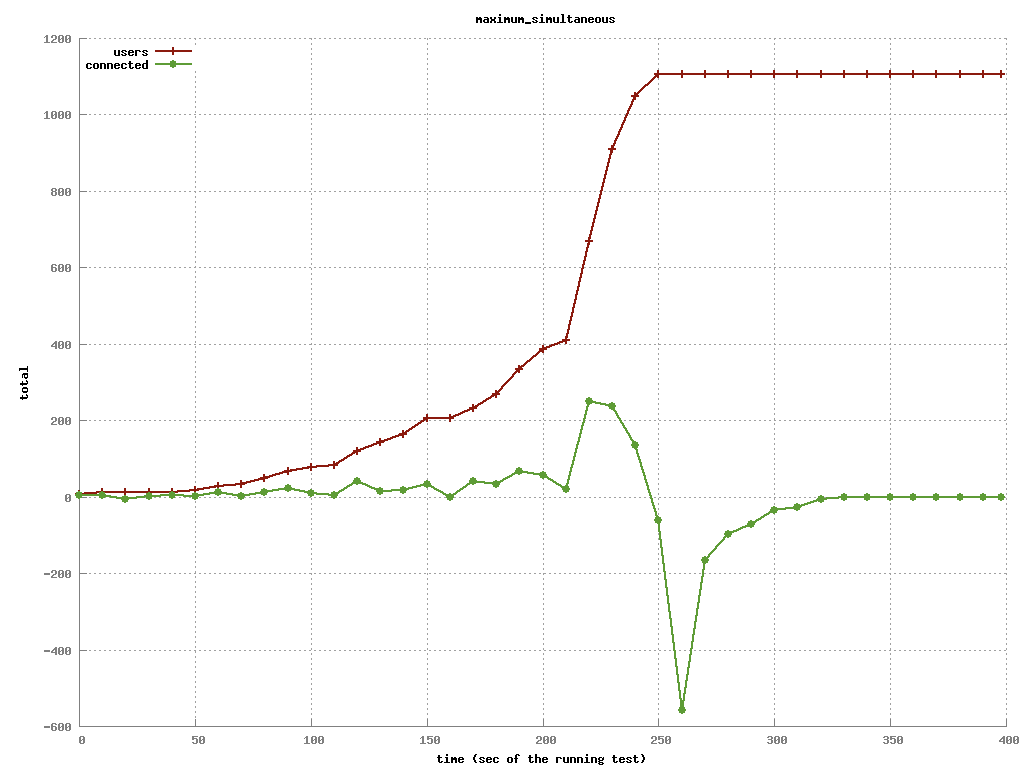 maximum_simultaneous
1200
users
connected
1000
800
600
400
total
200
0
-200
-400
-600
0 50 100 150 200 250 300 350 400
time (sec of the running test)